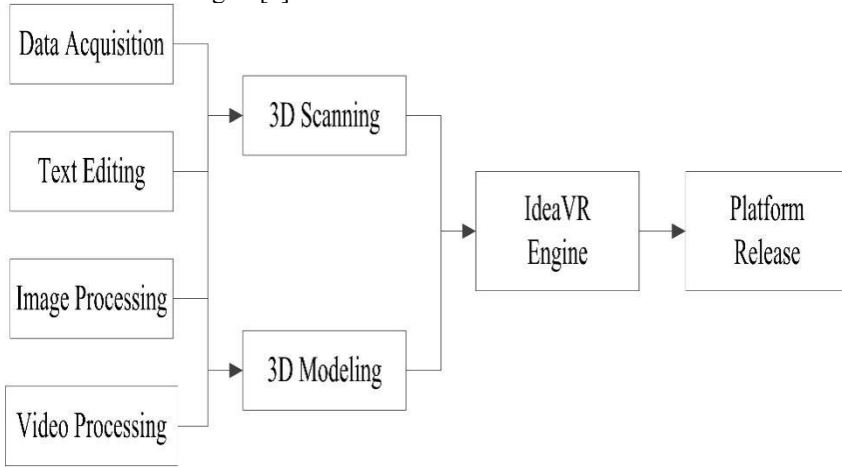 Data Acquisition
3D Scanning
Text Editing
IdeaVR
Engine
Platform
Release
Image Processing
3D Modeling
Video Processing